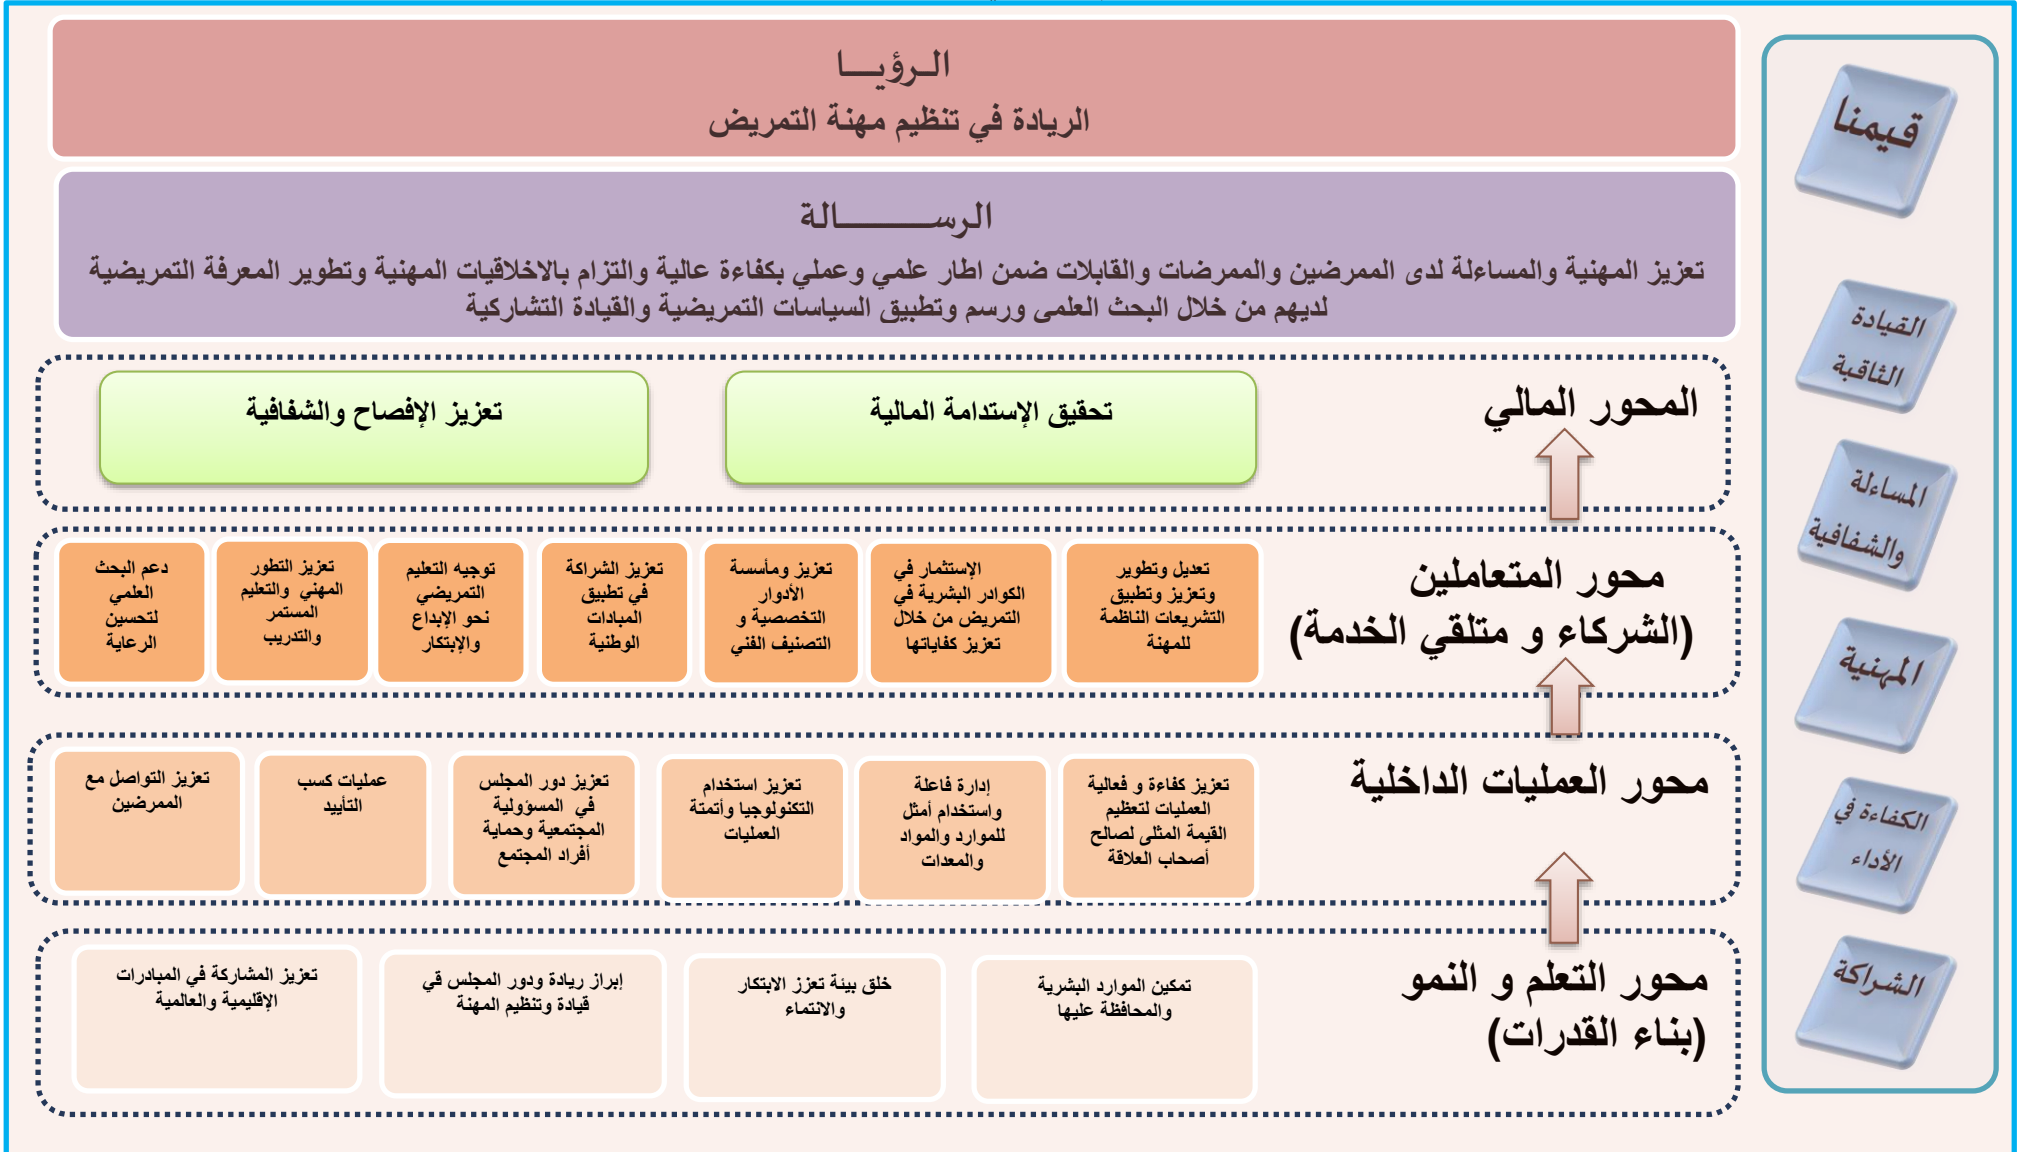 الـرؤيـــا
الريادة في تنظيم مهنة التمريض
الرســـــــالة
تعزيز المهنية والمساءلة لدى الممرضين والممرضات والقابلات ضمن اطار علمي وعملي بكفاءة عالية والتزام بالاخلاقيات المهنية وتطوير المعرفة التمريضية
لديهم من خلال البحث العلمى ورسم وتطبيق السياسات التمريضية والقيادة التشاركية
المحور المالي
تحقيق الإستدامة المالية
تعزيز الإفصاح والشفافية
محور المتعاملين
(الشركاء و متلقي الخدمة)
تعديل وتطوير
وتعزيز وتطبيق
التشريعات الناظمة
للمهنة
الإستثمار في
الكوادر البشرية في
التمريض من خلال
تعزيز كفاياتها
تعزيز ومأسسة
الأدوار
التخصصية و
التصنيف الفني
تعزيز الشراكة
في تطبيق
المبادات
الوطنية
توجيه التعليم
التمريضي
نحو الإبداع
والإبتكار
تعزيز التطور
المهني والتعليم
المستمر
والتدريب
دعم البحث
العلمي
لتحسين
الرعاية
محور العمليات الداخلية
تعزيز كفاءة و فعالية
العمليات لتعظيم
القيمة المثلى لصالح
أصحاب العلاقة
إدارة فاعلة
واستخدام أمثل
للموارد والمواد
والمعدات
تعزيز استخدام
التكنولوجيا وأتمتة
العمليات
تعزيز دور المجلس
في المسؤولية
المجتمعية وحماية
أفراد المجتمع
عمليات كسب
التأييد
تعزيز التواصل مع
الممرضين
محور التعلم و النمو
(بناء القدرات)
تمكين الموارد البشرية
والمحافظة عليها
خلق بيئة تعزز الابتكار
والانتماء
إبراز ريادة ودور المجلس في
قيادة وتنظيم المهنة
تعزيز المشاركة في المبادرات
الإقليمية والعالمية
قيمنا
القيادة
الثاقبة
المساءلة
والشفافية
المهنية
الكفاءة في
الأداء
الشراكة